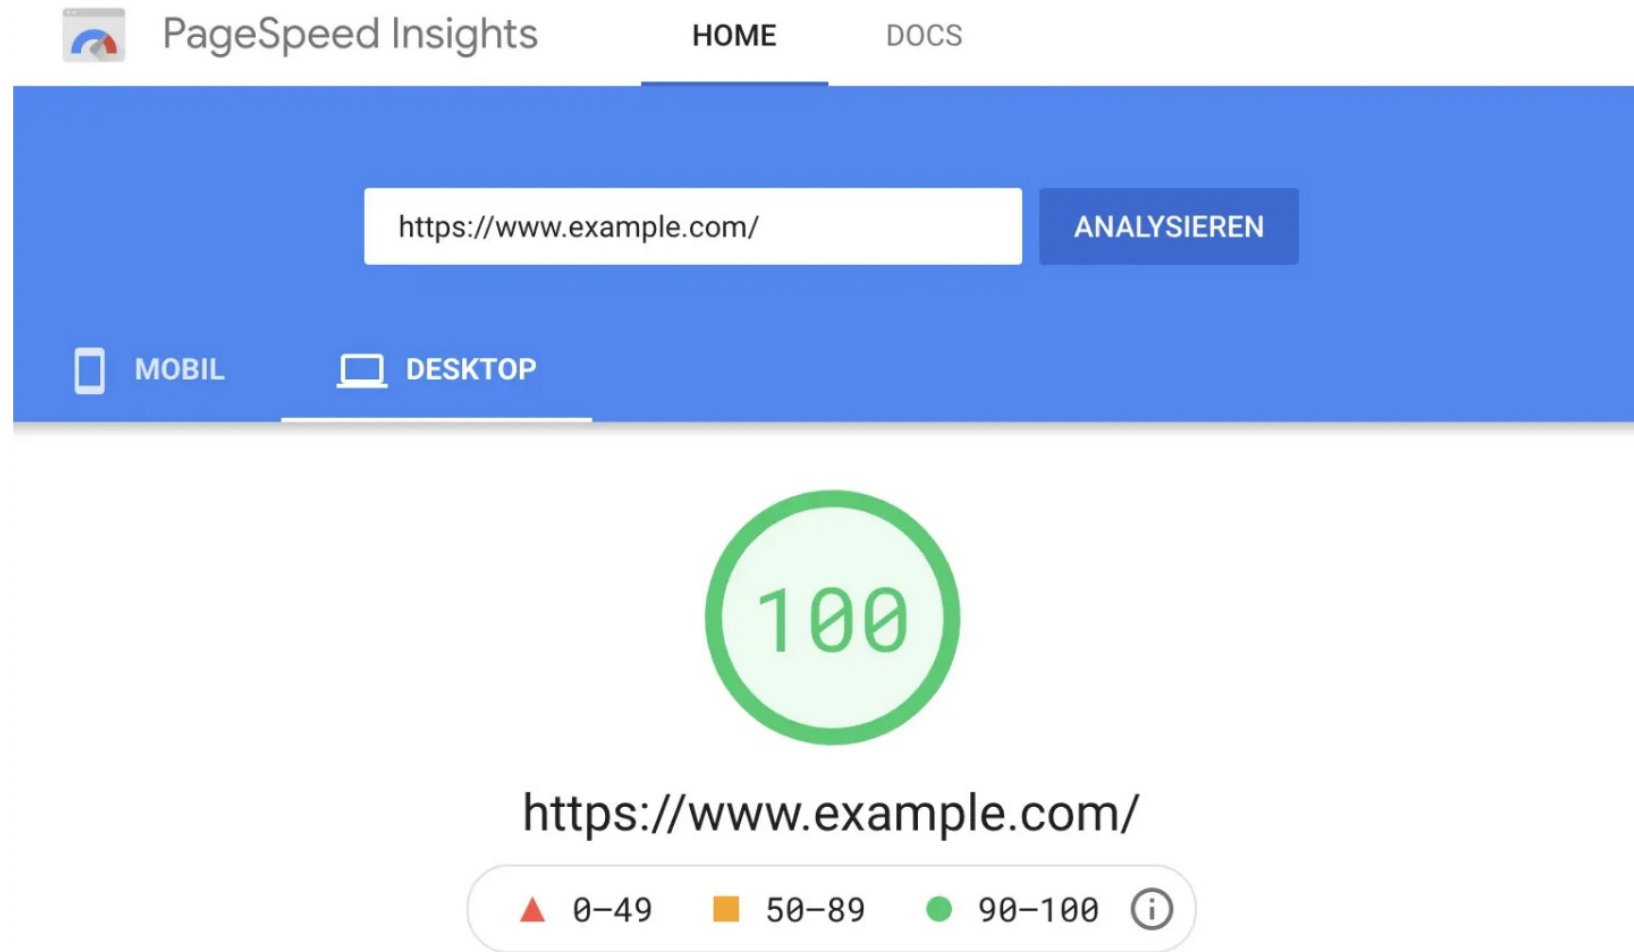 PageSpeed Insights HOME DOCS
https://www.example.com/ ANALYSIEREN
MOBIL DESKTOP
100
https://www.example.com/
0–49 50–89 90–100